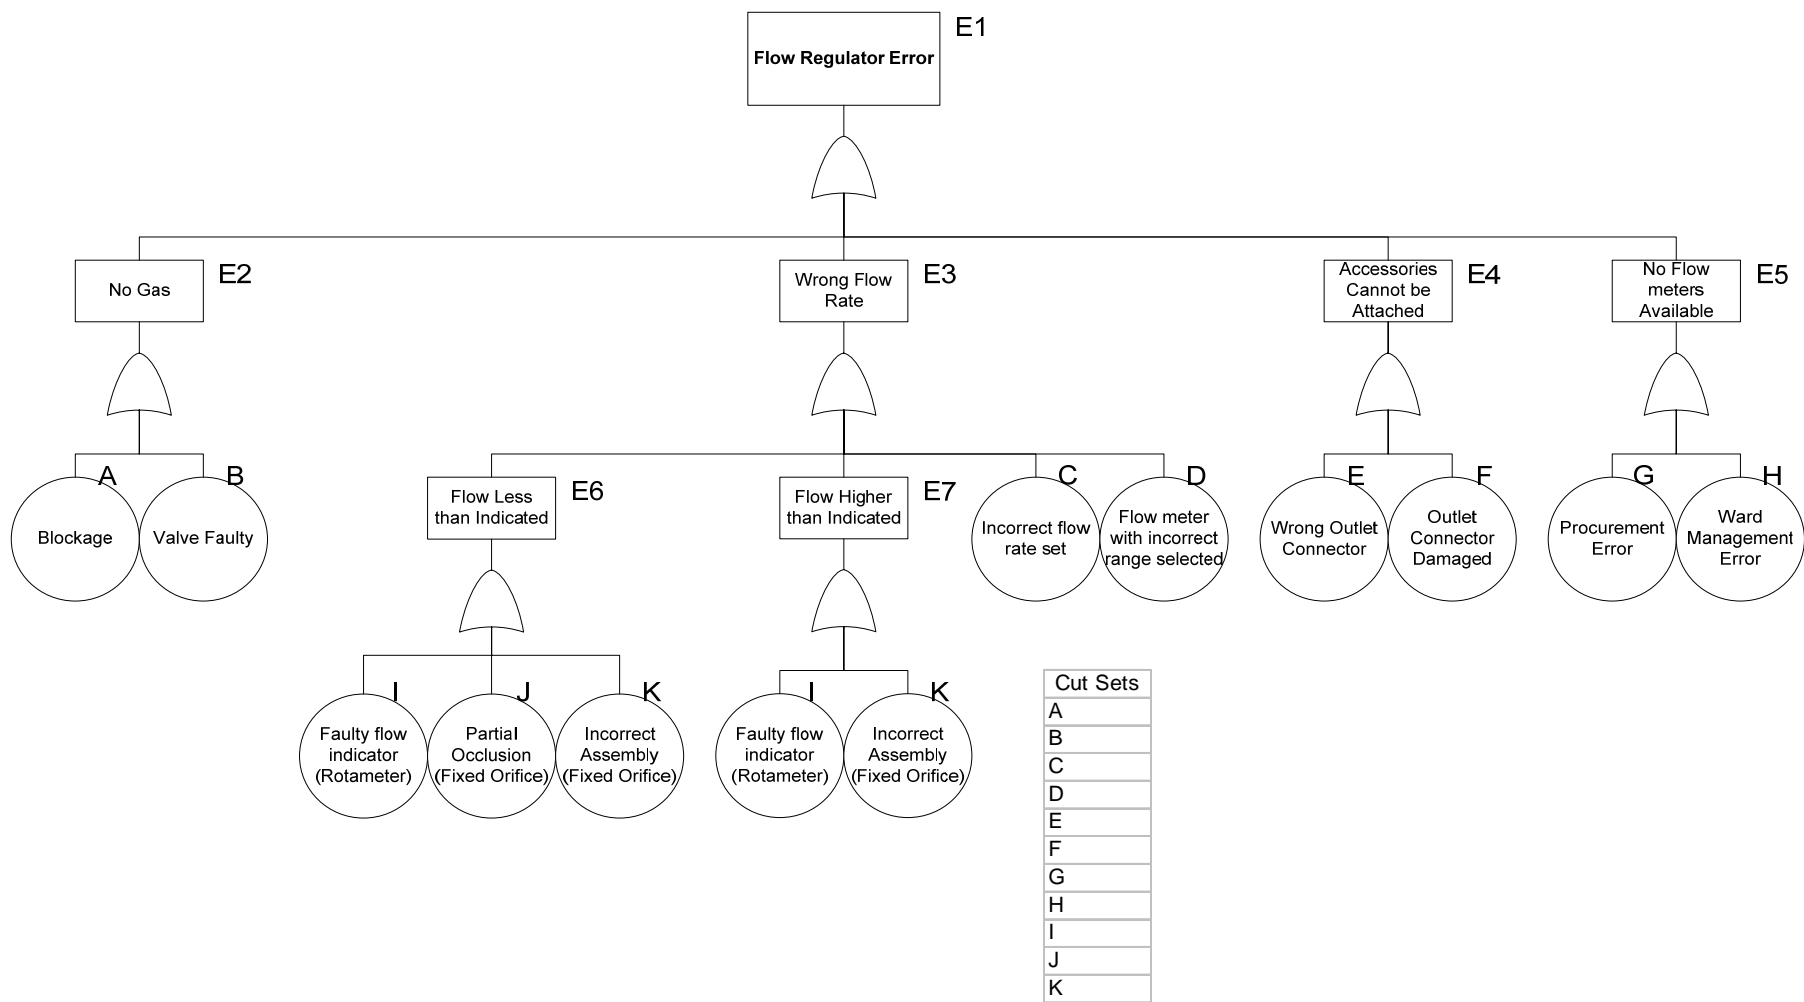 E1
Flow Regulator Error
E2
No Gas
E3
Wrong Flow
Rate
E4
Accessories
Cannot be
Attached
E5
No Flow
meters
Available
A
Blockage
B
Valve Faulty
E6
Flow Less
than Indicated
E7
Flow Higher
than Indicated
C
Incorrect flow
rate set
D
Flow meter
with incorrect
range selected
E
Wrong Outlet
Connector
F
Outlet
Connector
Damaged
G
Procurement
Error
H
Ward
Management
Error
I
Faulty flow
indicator
(Rotameter)
J
Partial
Occlusion
(Fixed Orifice)
K
Incorrect
Assembly
(Fixed Orifice)
I
Faulty flow
indicator
(Rotameter)
K
Incorrect
Assembly
(Fixed Orifice)
Cut Sets
A
B
C
D
E
F
G
H
I
J
K